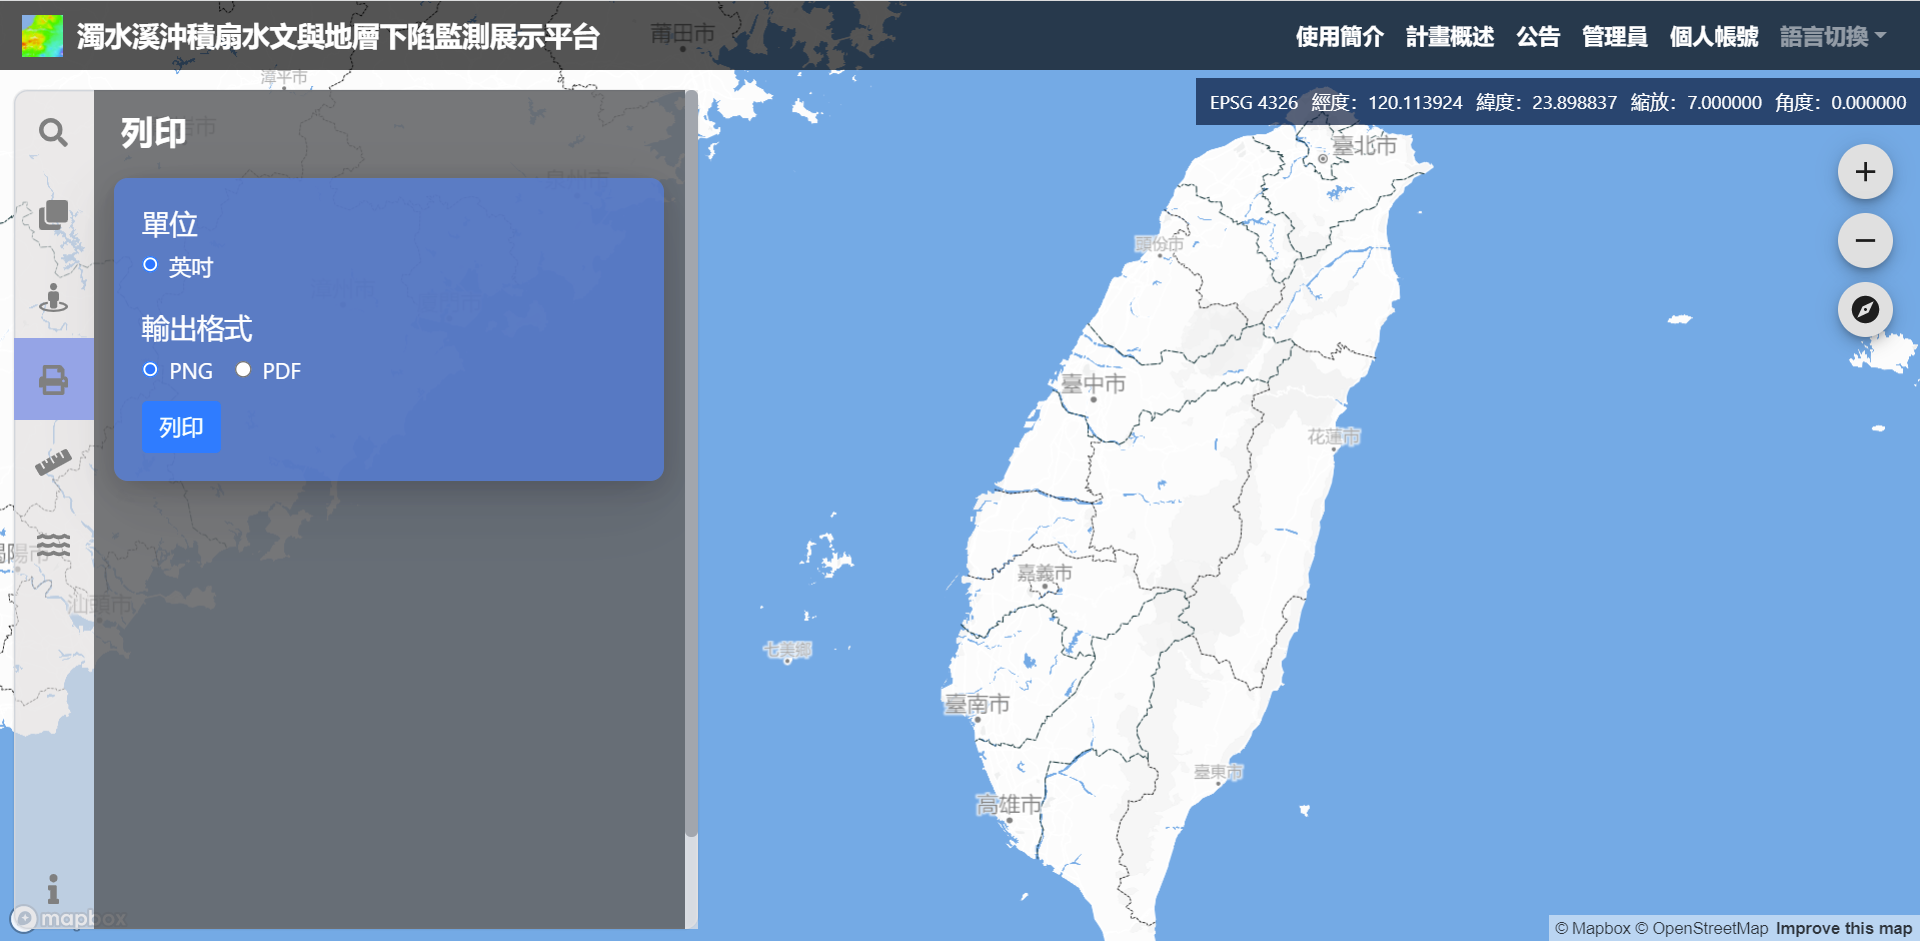 濁水溪沖積扇水文與地層下陷監測展示平台
使用簡介 計畫概述 公告 管理員 個人帳號 語言切換
莆田市
漳平市
EPSG 4326 經度: 120.113924 緯度: 23.898837 縮放: 7.000000 角度: 0.000000
列印
單位
英吋
輸出格式
PNG PDF
列印
臺北市
頭份市
臺中市
花蓮市
嘉義市
汕頭市
七美鄉
臺南市
臺東市
高雄市
mapbox
© Mapbox © OpenStreetMap Improve this map